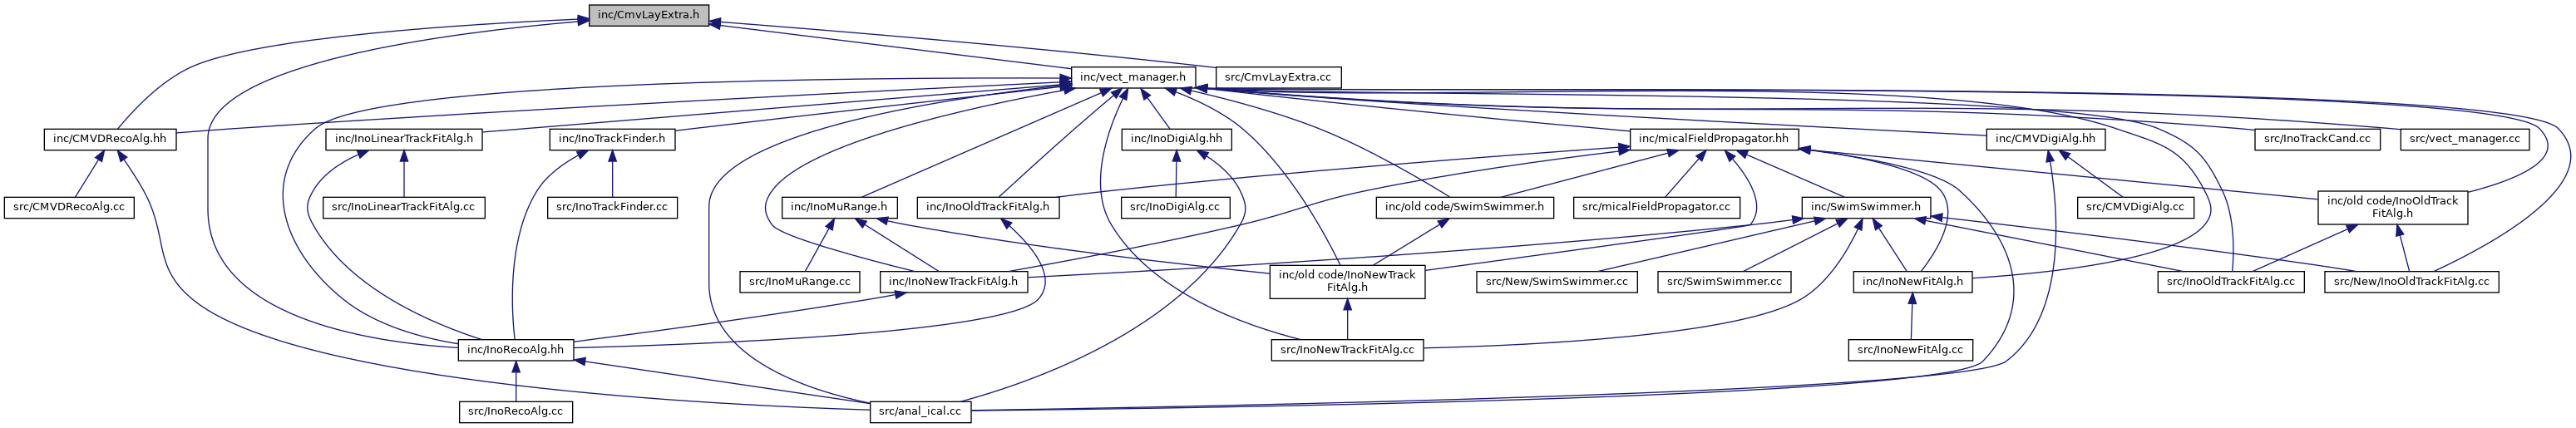 inc/CmvLayExtra.h
inc/vect_manager.h
src/CmvLayExtra.cc
inc/CMVDRecoAlg.hh
inc/InoLinearTrackFitAlg.h
inc/InoTrackFinder.h
inc/InoDigiAlg.hh
inc/micalFieldPropagator.hh
inc/CMVDigiAlg.hh
src/InoTrackCand.cc
src/vect_manager.cc
src/CMVDRecoAlg.cc
src/InoLinearTrackFitAlg.cc
src/InoTrackFinder.cc
inc/InoMuRange.h
inc/InoOldTrackFitAlg.h
src/InoDigiAlg.cc
inc/old code/SwimSwimmer.h
src/micalFieldPropagator.cc
inc/SwimSwimmer.h
src/CMVDigiAlg.cc
inc/old code/InoOldTrack
FitAlg.h
src/InoMuRange.cc
inc/InoNewTrackFitAlg.h
inc/old code/InoNewTrack
FitAlg.h
src/New/SwimSwimmer.cc
src/SwimSwimmer.cc
inc/InoNewFitAlg.h
src/InoOldTrackFitAlg.cc
src/New/InoOldTrackFitAlg.cc
inc/InoRecoAlg.hh
src/InoNewTrackFitAlg.cc
src/InoNewFitAlg.cc
src/InoRecoAlg.cc
src/anal_ical.cc